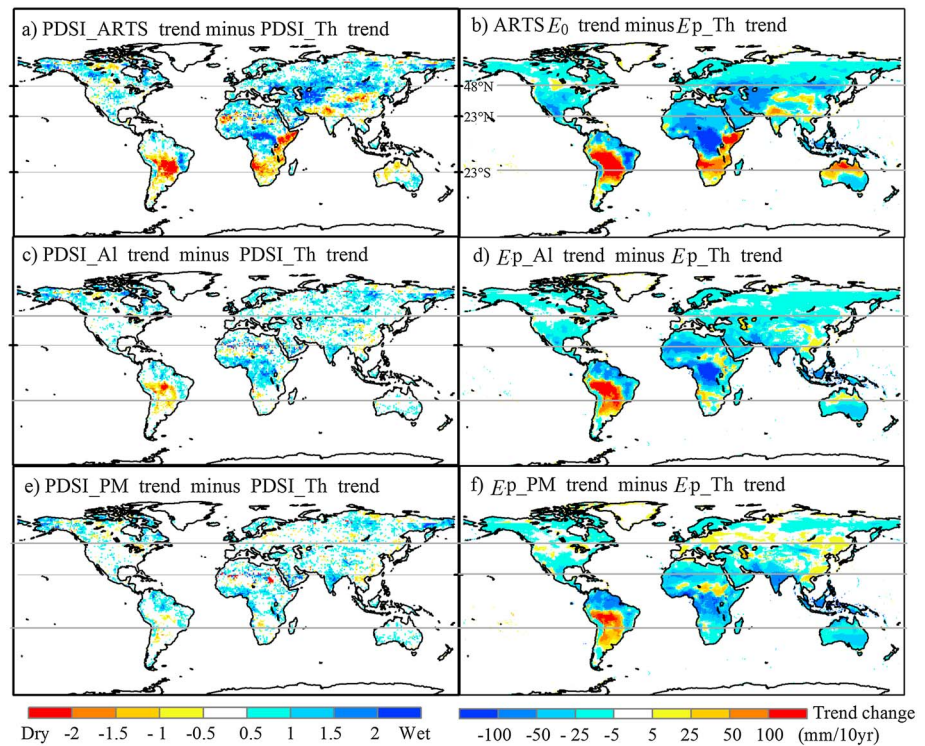 a) PDSI_ARTS trend minus PDSI_Th trend
b) ARTS E0 trend minus Ep_Th trend
48°N
23°N
23°S
c) PDSI_Al trend minus PDSI_Th trend
d) Ep_Al trend minus Ep_Th trend
e) PDSI_PM trend minus PDSI_Th trend
f) Ep_PM trend minus Ep_Th trend
Dry -2 -1.5 -1 -0.5 0.5 1 1.5 2 Wet
-100 -50 -25 -5 5 25 50 100 Trend change
(mm/10yr)